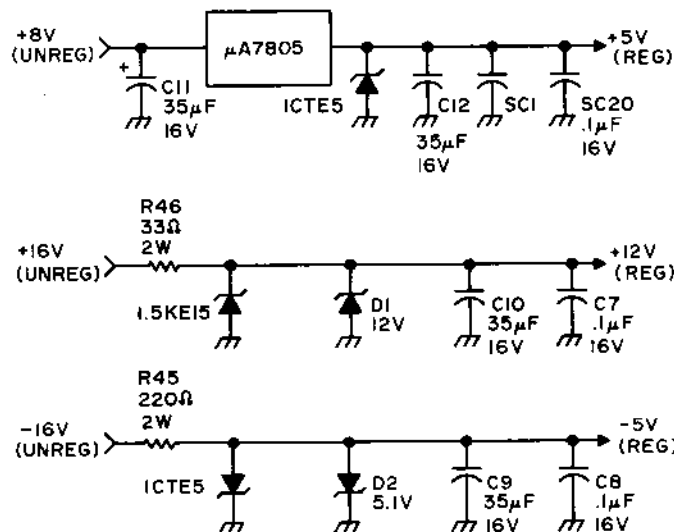 +8V
(UNREG)
+
C11
35µF
16V
µA7805
ICTE5
C12
35µF
16V
SC1
SC20
.1µF
16V
+5V
(REG)
R46
33Ω
2W
+16V
(UNREG)
1.5KE15
D1
12V
C10
35µF
16V
C7
.1µF
16V
+12V
(REG)
R45
220Ω
2W
-16V
(UNREG)
ICTE5
D2
5.1V
C9
35µF
16V
C8
.1µF
16V
-5V
(REG)